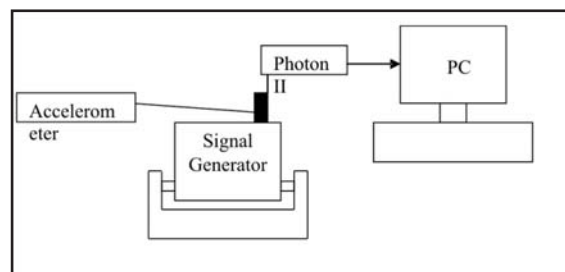 Photon
II
PC
Accelerom
eter
Signal
Generator